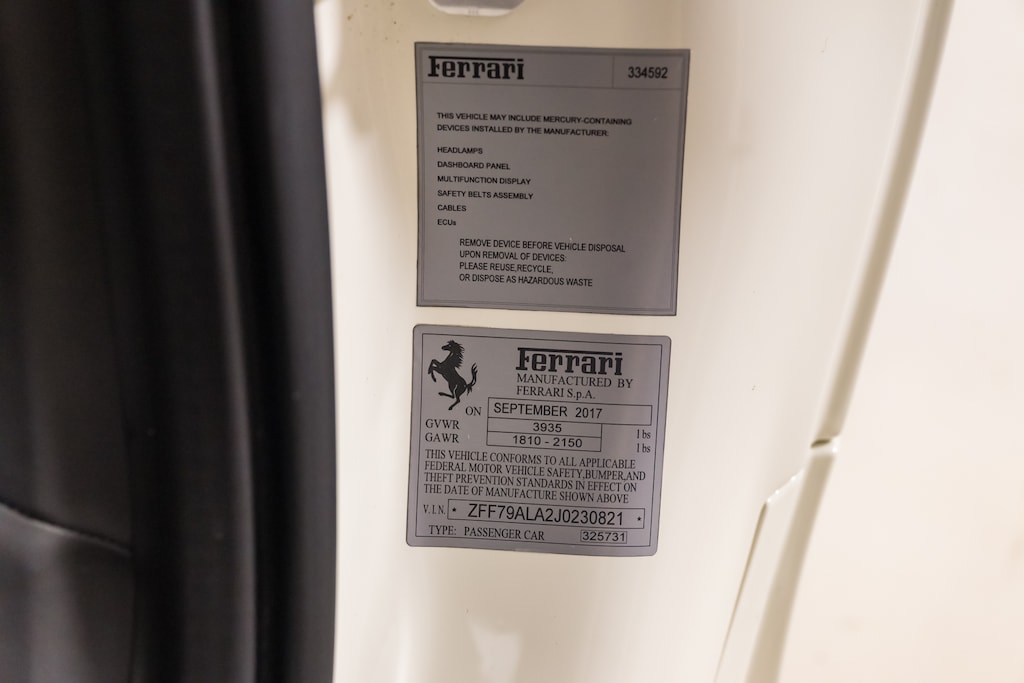 Ferrari 334592
THIS VEHICLE MAY INCLUDE MERCURY-CONTAINING
DEVICES INSTALLED BY THE MANUFACTURER:
HEADLAMPS
DASHBOARD PANEL
MULTIFUNCTION DISPLAY
SAFETY BELTS ASSEMBLY
CABLES
ECUs
REMOVE DEVICE BEFORE VEHICLE DISPOSAL
UPON REMOVAL OF DEVICES:
PLEASE REUSE,RECYCLE,
OR DISPOSE AS HAZARDOUS WASTE
Ferrari
MANUFACTURED BY
FERRARI S.p.A.
ON SEPTEMBER 2017
GVWR 3935 lbs
GAWR 1810 - 2150 lbs
THIS VEHICLE CONFORMS TO ALL APPLICABLE
FEDERAL MOTOR VEHICLE SAFETY,BUMPER,AND
THEFT PREVENTION STANDARDS IN EFFECT ON
THE DATE OF MANUFACTURE SHOWN ABOVE
V.I.N. * ZFF79ALA2J0230821 *
TYPE: PASSENGER CAR 325731